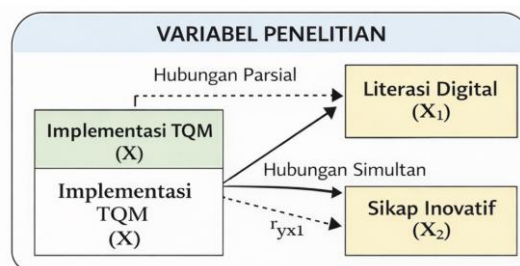 VARIABEL PENELITIAN
Hubungan Parsial
Literasi Digital
(X₁)
Implementasi TQM
(X)
Implementasi
TQM
(X)
Hubungan Simultan
Sikap Inovatif
(X₂)
ryx1